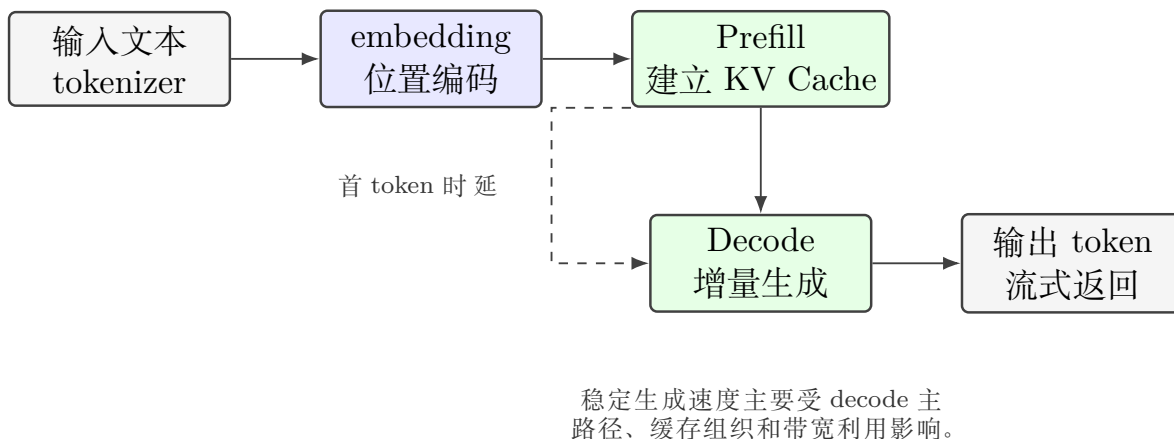 输入文本
tokenizer
embedding
位置编码
Prefill
建立 KV Cache
首 token 时 延
Decode
增量生成
输出 token
流式返回
稳定生成速度主要受 decode 主
路径、缓存组织和带宽利用影响。